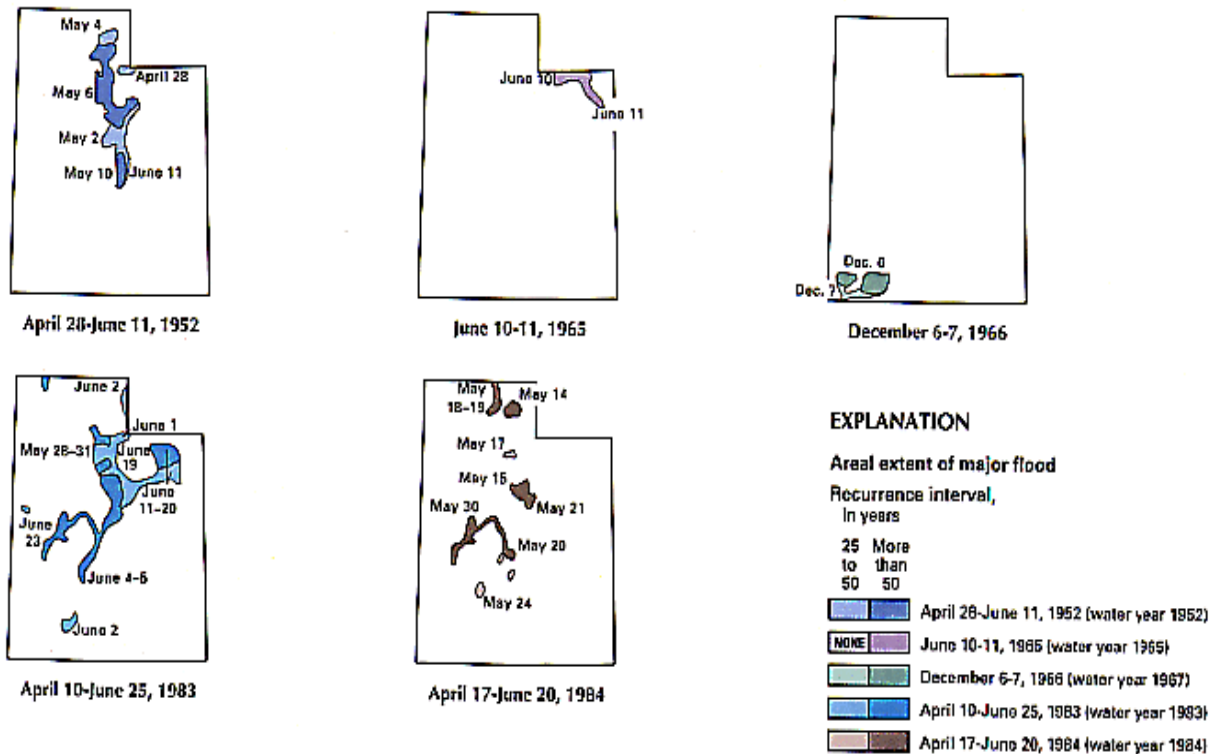 May 4
April 28
May 6
May 2
May 10
June 11
April 28-June 11, 1952
June 10
June 11
June 10-11, 1965
Dec. 6
Dec. 7
December 6-7, 1966
June 2
June 1
May 28-31
June
19
June
11-20
June
23
June 4-5
June 2
April 10-June 25, 1983
May
18-19
May 14
May 17
May 15
May 21
May 30
May 20
May 24
April 17-June 20, 1984
EXPLANATION
Areal extent of major flood
Recurrence interval,
In years
25 More
to than
50 50
April 28-June 11, 1952 (water year 1952)
NONE June 10-11, 1965 (water year 1965)
December 6-7, 1966 (water year 1967)
April 10-June 25, 1983 (water year 1983)
April 17-June 20, 1984 (water year 1984)